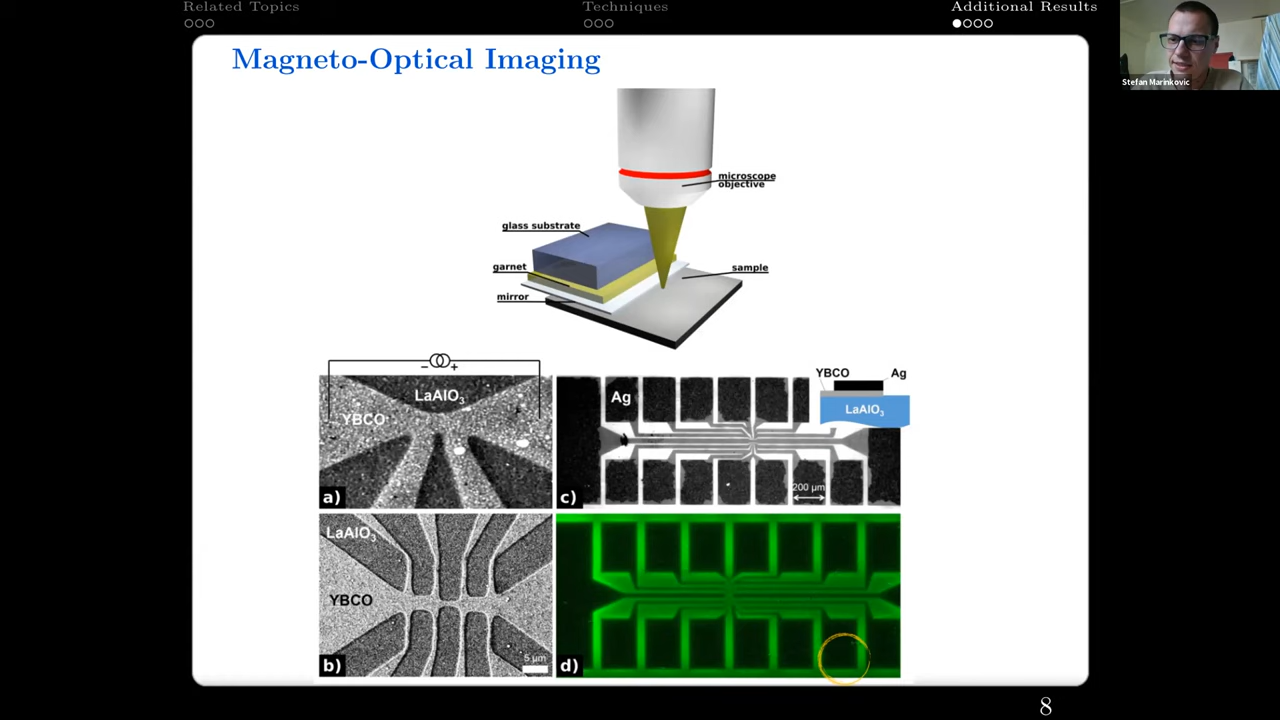 Related Topics
Techniques
Additional Results
Stefan Marinkovic
Magneto-Optical Imaging
microscope
objective
glass substrate
garnet
sample
mirror
− +
LaAlO3
YBCO
a)
Ag
200 µm
c)
YBCO
Ag
LaAlO3
LaAlO3
YBCO
5 µm
b)
d)
8